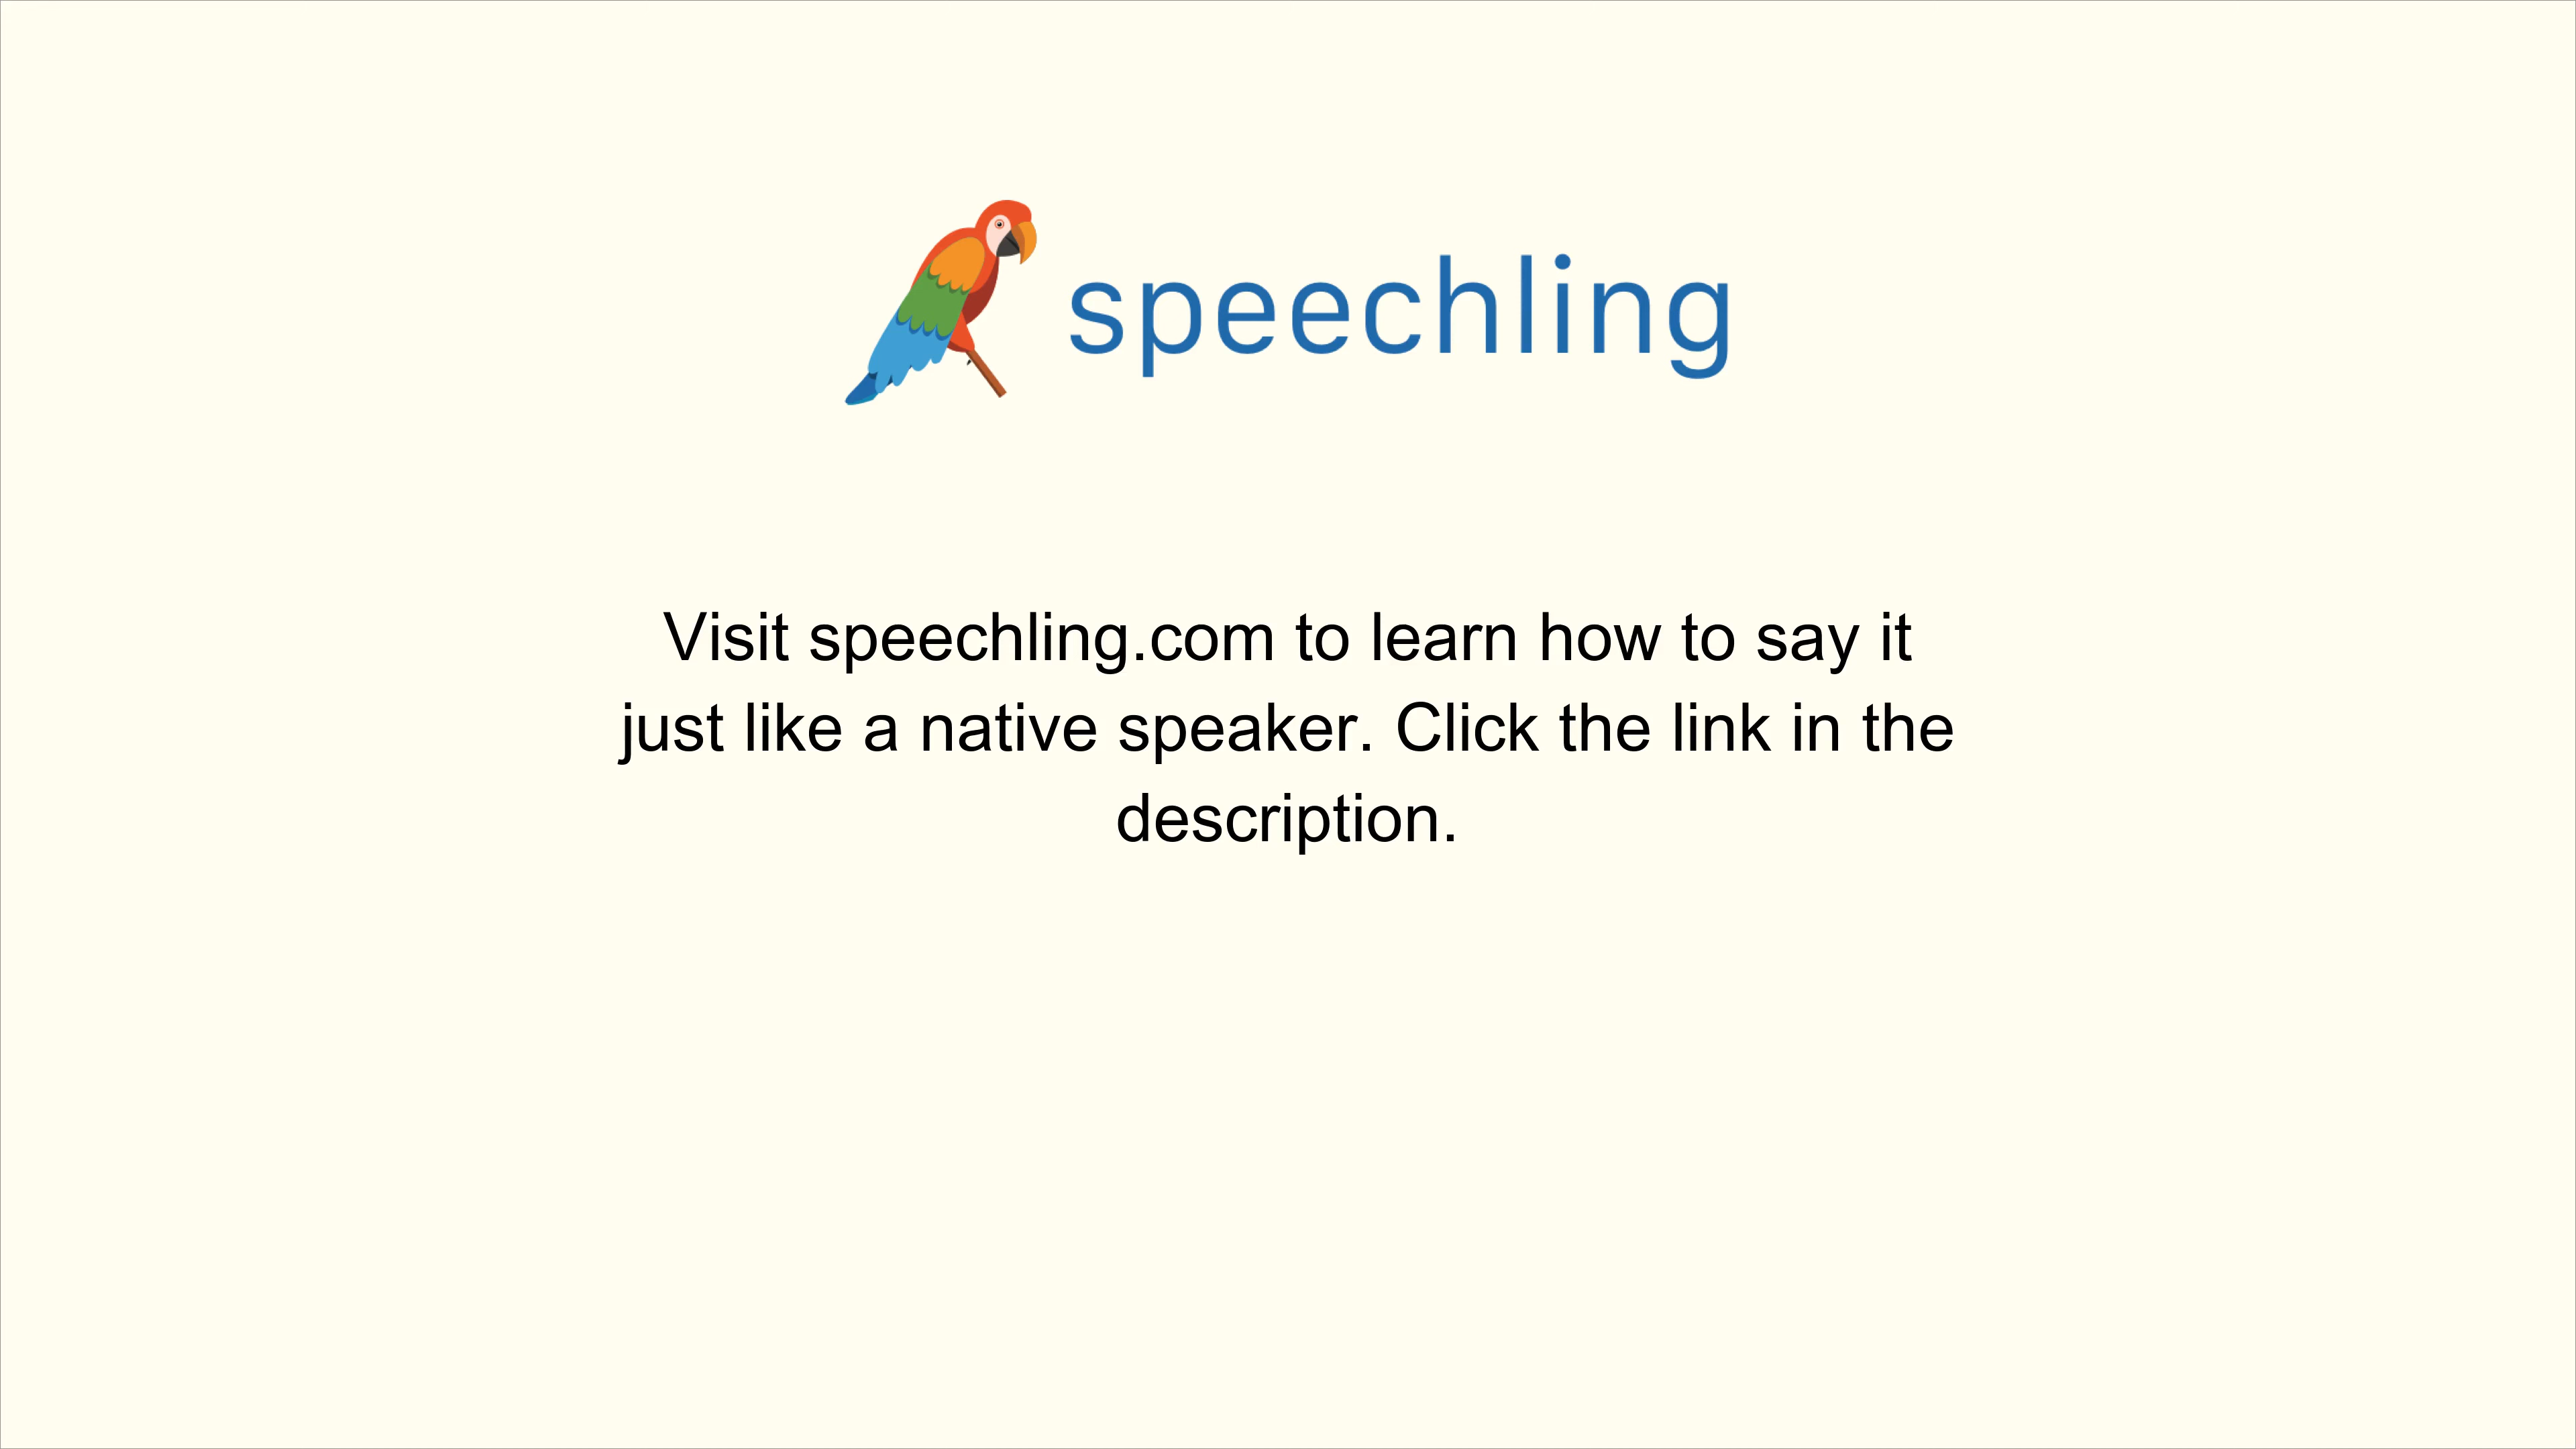 speechling
Visit speechling.com to learn how to say it
just like a native speaker. Click the link in the
description.